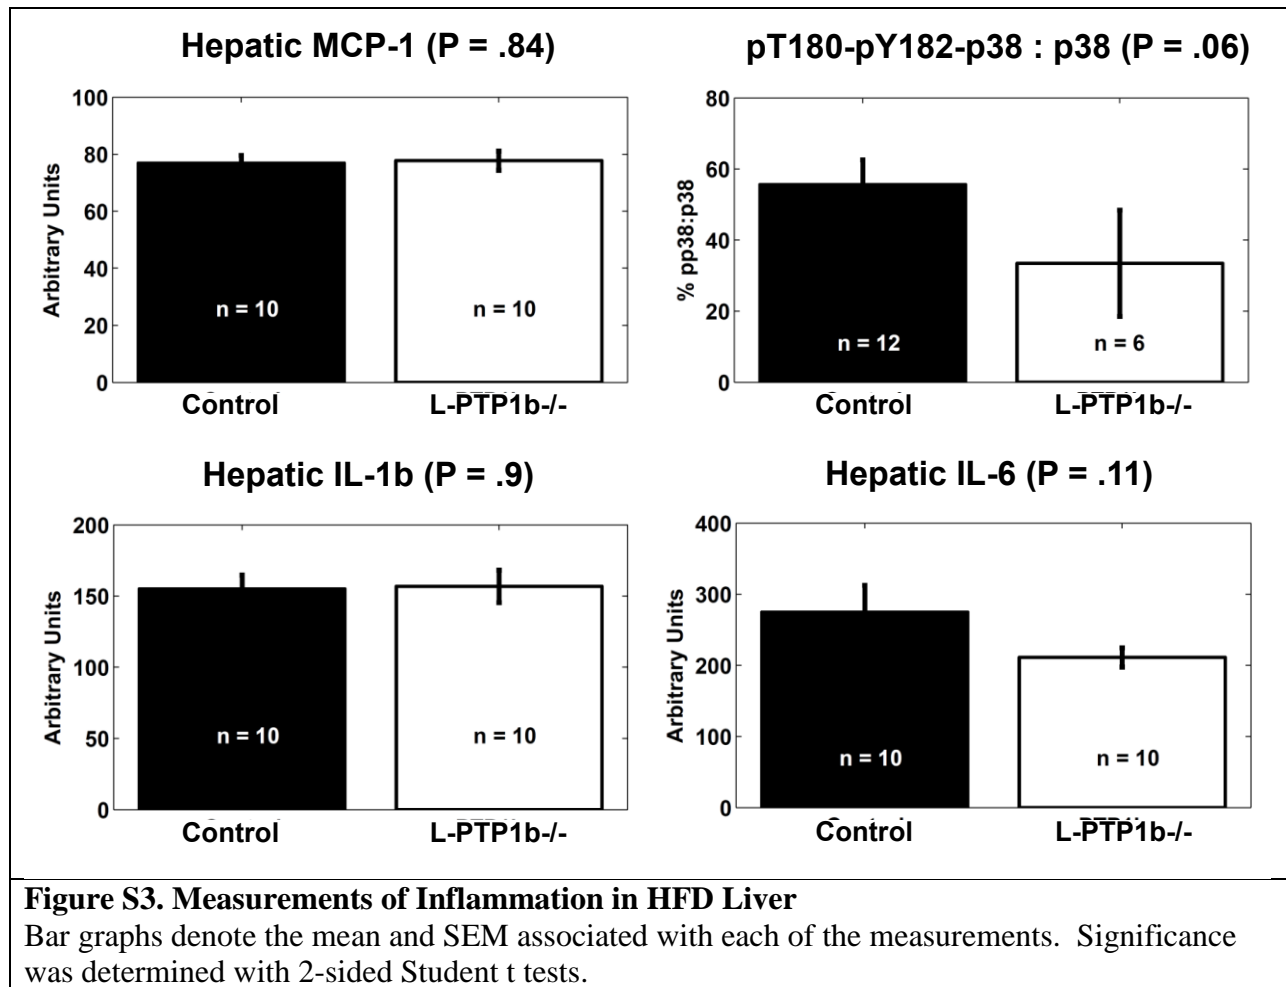 Hepatic MCP-1 (P = .84)
100
80
60
40
20
0
Arbitrary Units
n = 10
n = 10
Control
L-PTP1b-/-
pT180-pY182-p38 : p38 (P = .06)
80
60
40
20
0
% pp38:p38
n = 12
n = 6
Control
L-PTP1b-/-
Hepatic IL-1b (P = .9)
200
150
100
50
0
Arbitrary Units
n = 10
n = 10
Control
L-PTP1b-/-
Hepatic IL-6 (P = .11)
400
300
200
100
0
Arbitrary Units
n = 10
n = 10
Control
L-PTP1b-/-
Figure S3. Measurements of Inflammation in HFD Liver
Bar graphs denote the mean and SEM associated with each of the measurements. Significance
was determined with 2-sided Student t tests.